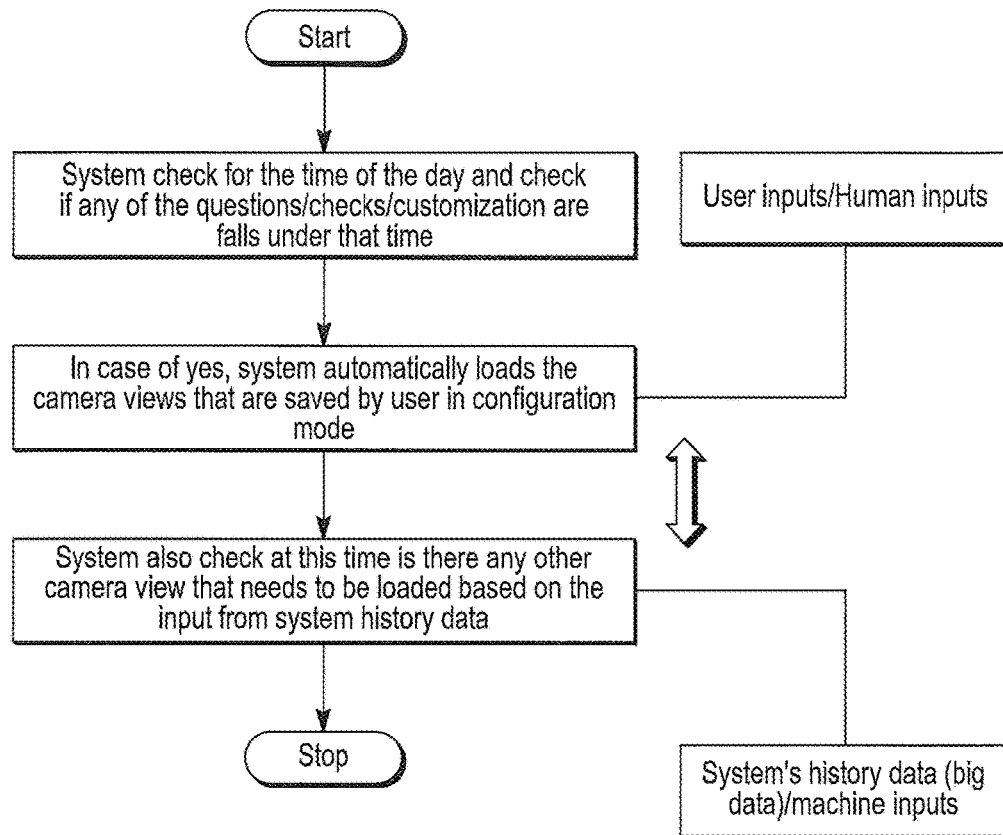 Start
System check for the time of the day and check
if any of the questions/checks/customization are
falls under that time
User inputs/Human inputs
In case of yes, system automatically loads the
camera views that are saved by user in configuration
mode
System also check at this time is there any other
camera view that needs to be loaded based on the
input from system history data
Stop
System's history data (big
data)/machine inputs